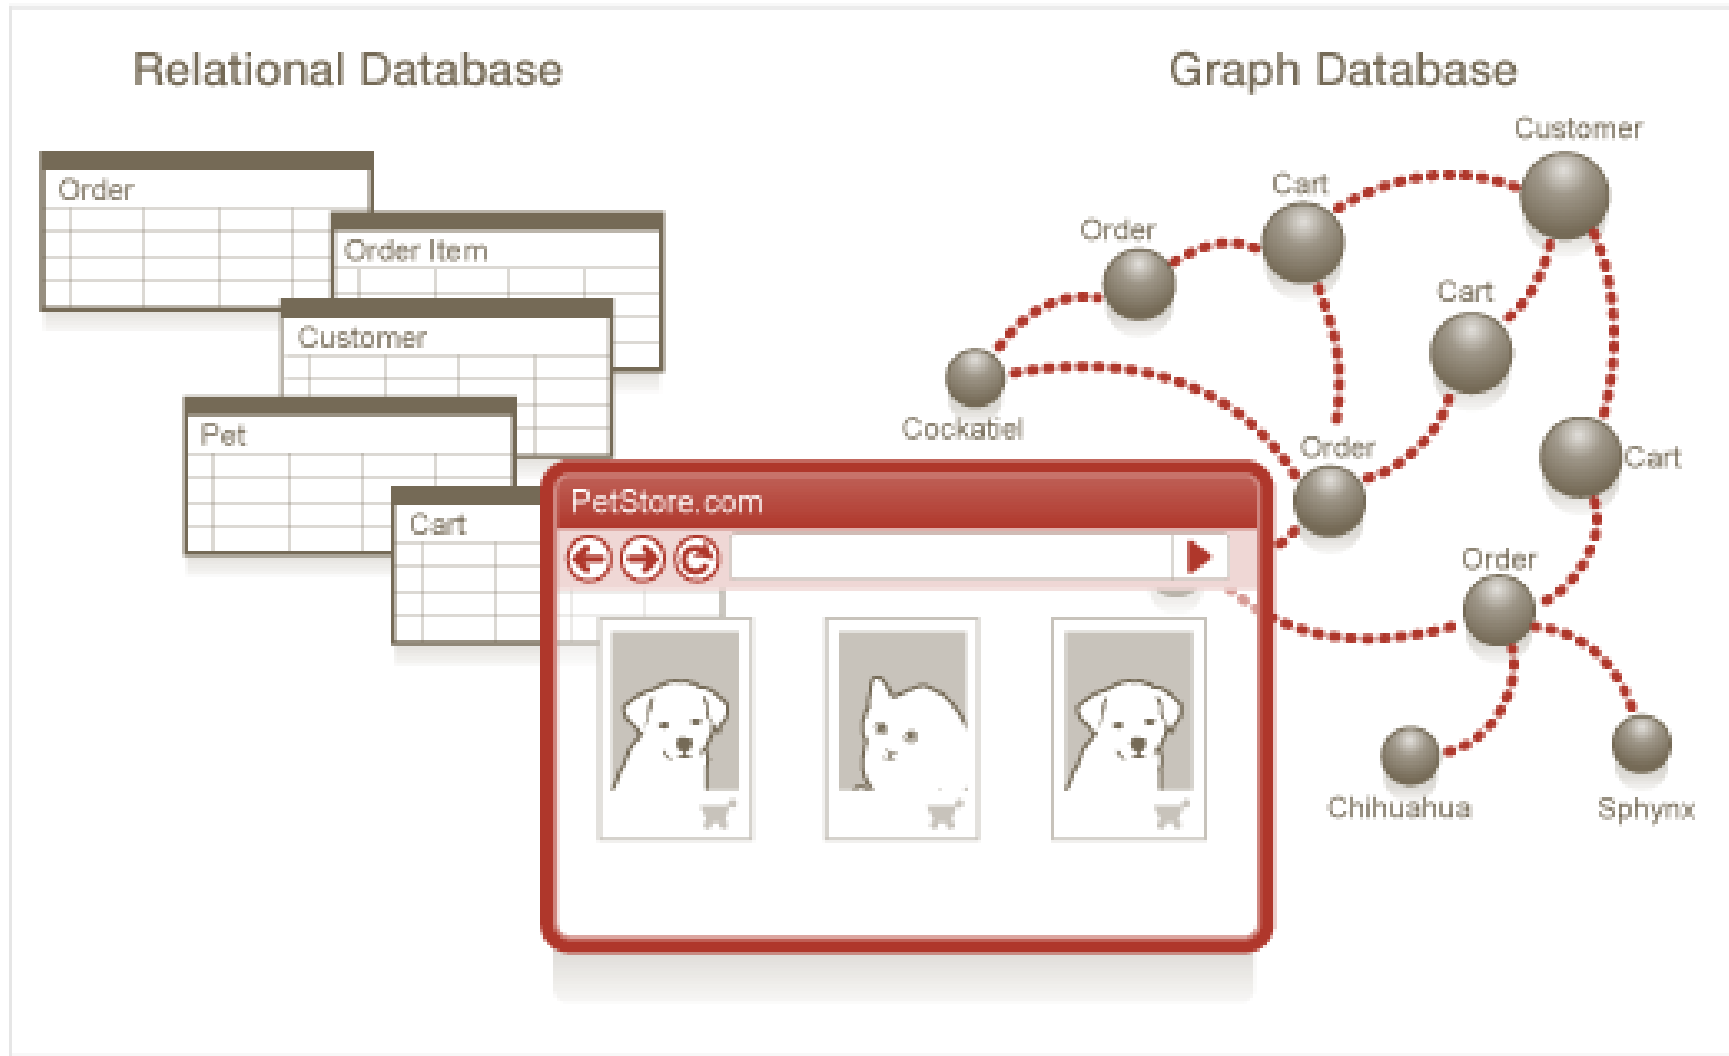 Relational Database
Graph Database
Order
Order Item
Customer
Pet
Cart
PetStore.com
Customer
Cart
Order
Cart
Cockatiel
Order
Cart
Order
Chihuahua
Sphynx